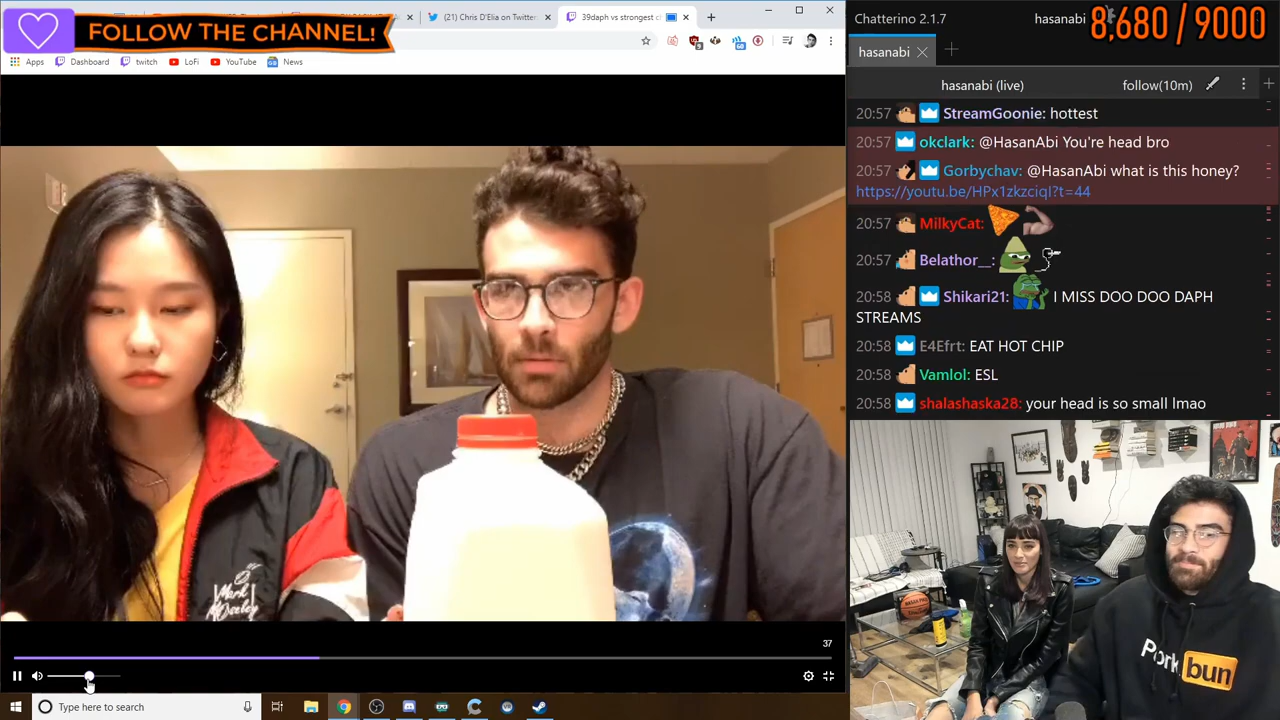 FOLLOW THE CHANNEL!
(21) Chris D'Elia on Twitter
39daph vs strongest c
Apps
Dashboard
twitch
LoFi
YouTube
News
Chatterino 2.1.7
hasanabi
8,680 / 9000
hasanabi
hasanabi (live)
follow(10m)
20:57 StreamGoonie: hottest
20:57 okclark: @HasanAbi You're head bro
20:57 Gorbychav: @HasanAbi what is this honey?
https://youtu.be/HPx1zkzciqI?t=44
20:57 MilkyCat:
20:57 Belathor__:
20:58 Shikari21: I MISS DOO DOO DAPH
STREAMS
20:58 E4Efrt: EAT HOT CHIP
20:58 Vamlol: ESL
20:58 shalashaska28: your head is so small lmao
37
Type here to search
Porn
bun